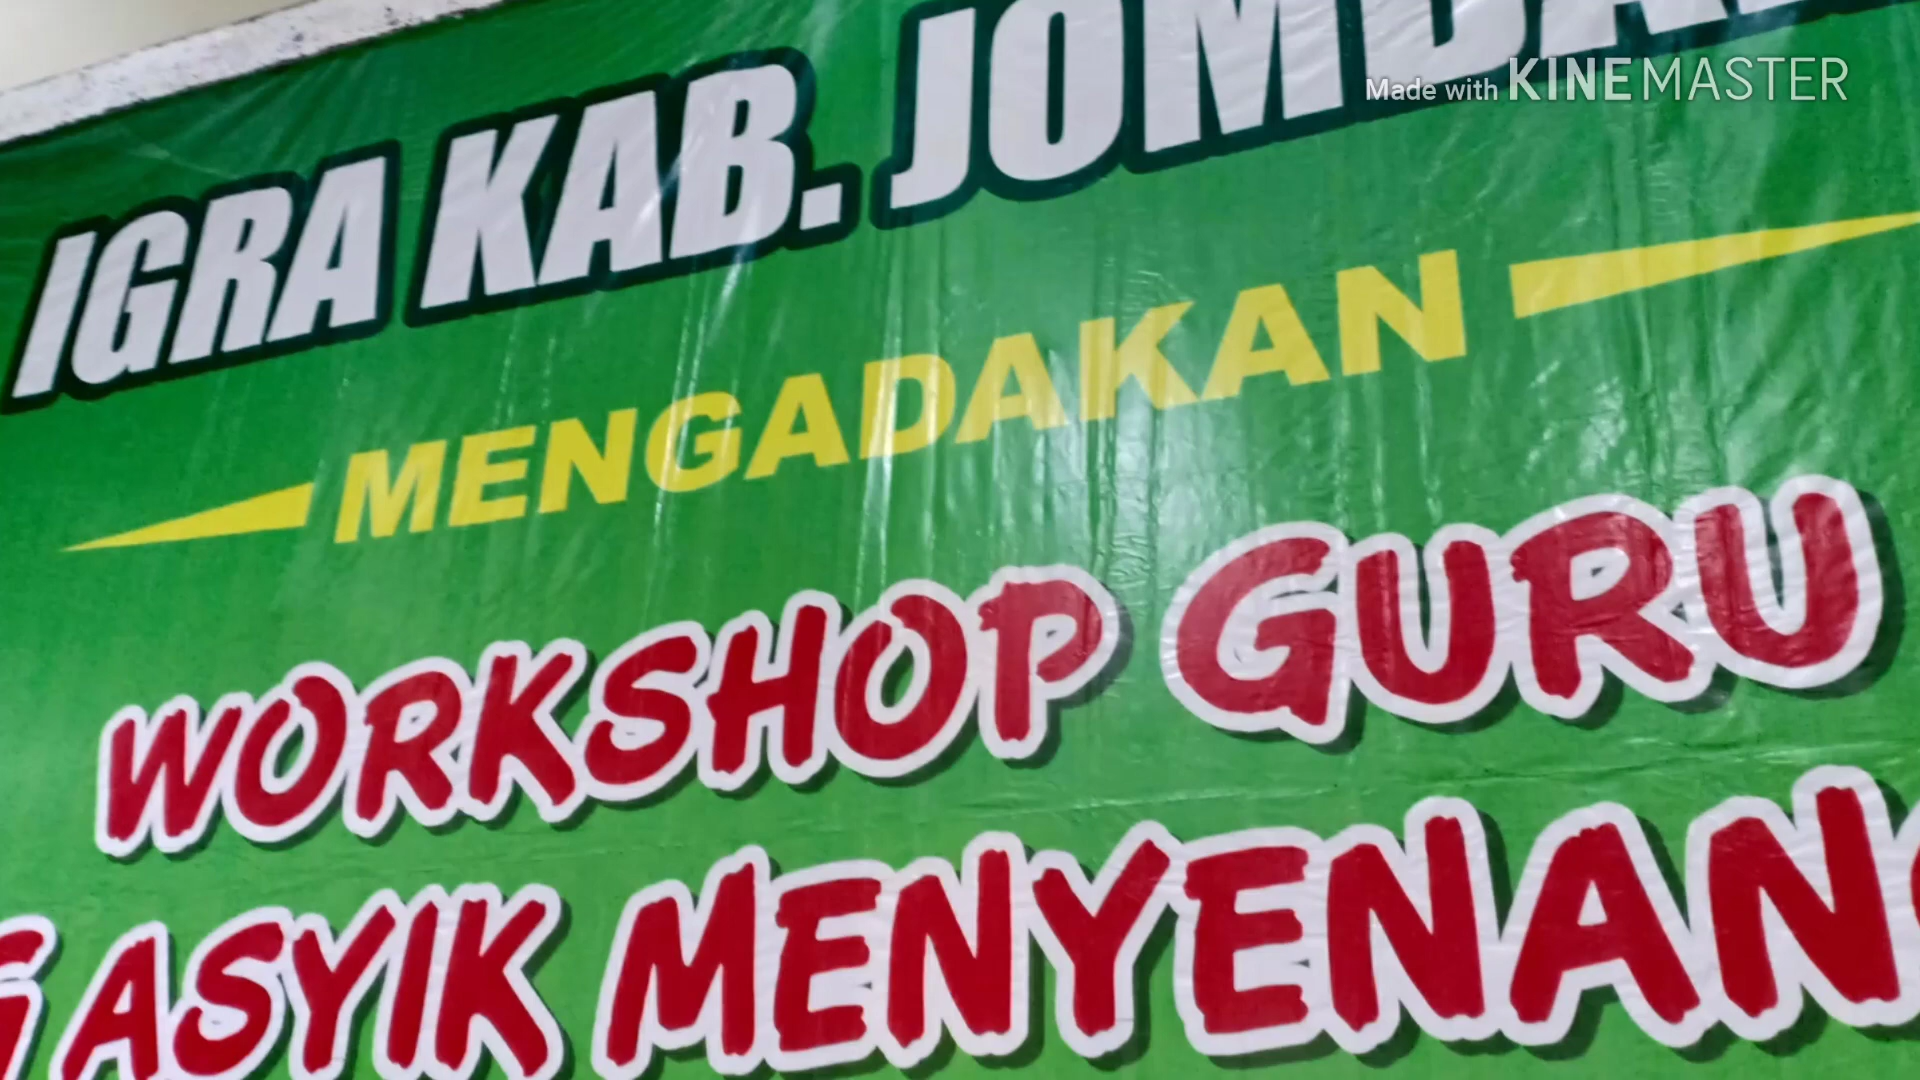 IGRA KAB.
Made with KINEMASTER
MENGADAKAN
WORKSHOP GURU
ASYIK